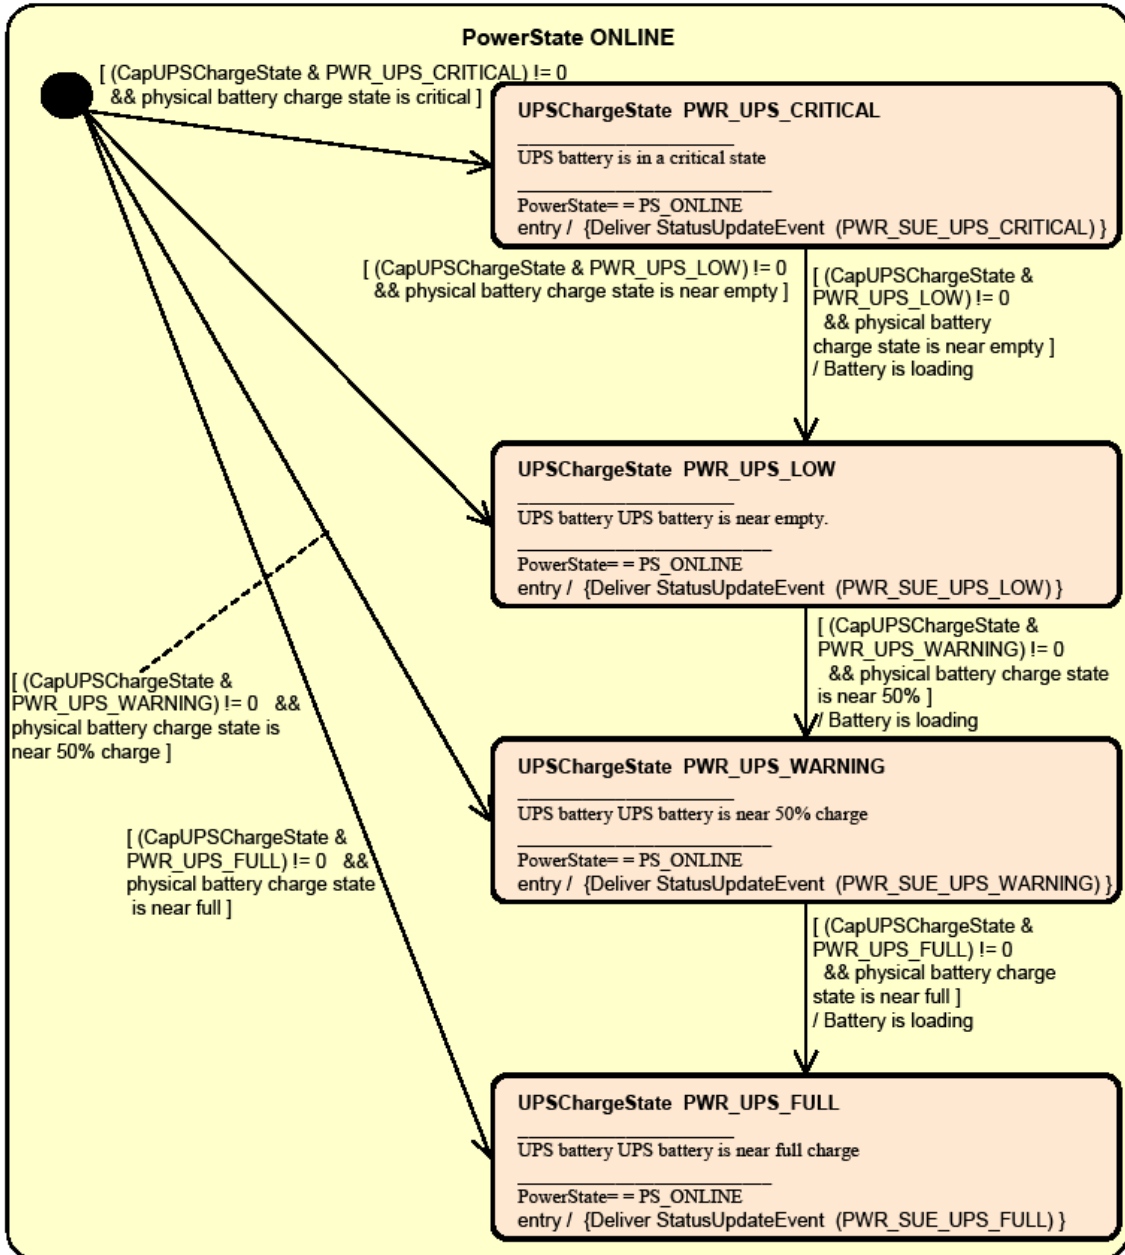 PowerState ONLINE
[ (CapUPSChargeState & PWR_UPS_CRITICAL) != 0
&& physical battery charge state is critical ]
UPSChargeState PWR_UPS_CRITICAL
UPS battery is in a critical state
PowerState= = PS_ONLINE
entry / {Deliver StatusUpdateEvent (PWR_SUE_UPS_CRITICAL) }
[ (CapUPSChargeState & PWR_UPS_LOW) != 0
&& physical battery charge state is near empty ]
[ (CapUPSChargeState &
PWR_UPS_LOW) != 0
&& physical battery
charge state is near empty ]
/ Battery is loading
UPSChargeState PWR_UPS_LOW
UPS battery UPS battery is near empty.
PowerState= = PS_ONLINE
entry / {Deliver StatusUpdateEvent (PWR_SUE_UPS_LOW) }
[ (CapUPSChargeState &
PWR_UPS_WARNING) != 0
&& physical battery charge state
is near 50% ]
/ Battery is loading
[ (CapUPSChargeState &
PWR_UPS_WARNING) != 0 &&
physical battery charge state is
near 50% charge ]
UPSChargeState PWR_UPS_WARNING
UPS battery UPS battery is near 50% charge
PowerState= = PS_ONLINE
entry / {Deliver StatusUpdateEvent (PWR_SUE_UPS_WARNING) }
[ (CapUPSChargeState &
PWR_UPS_FULL) != 0 &&
physical battery charge state
is near full ]
[ (CapUPSChargeState &
PWR_UPS_FULL) != 0
&& physical battery charge
state is near full ]
/ Battery is loading
UPSChargeState PWR_UPS_FULL
UPS battery UPS battery is near full charge
PowerState= = PS_ONLINE
entry / {Deliver StatusUpdateEvent (PWR_SUE_UPS_FULL) }